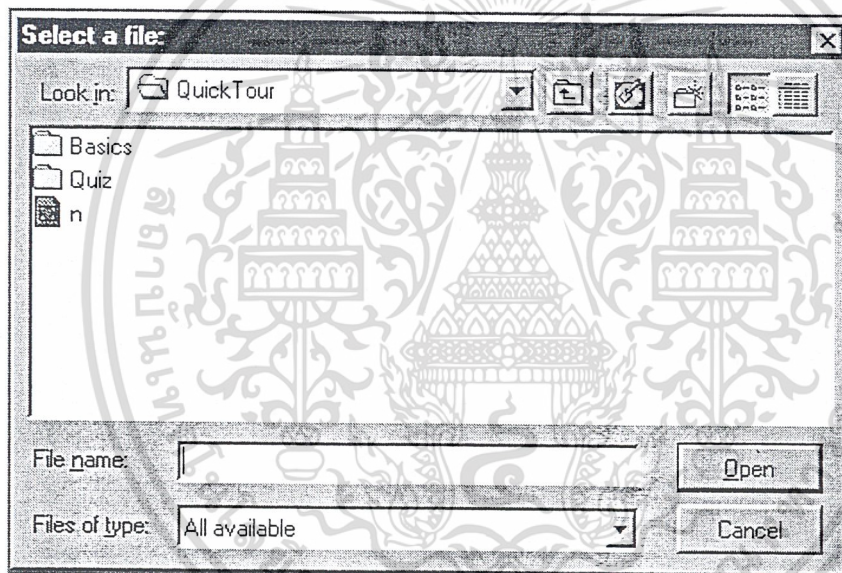 Select a file:
Look in: QuickTour
Basics
Quiz
n
File name:
Open
Files of type: All available
Cancel